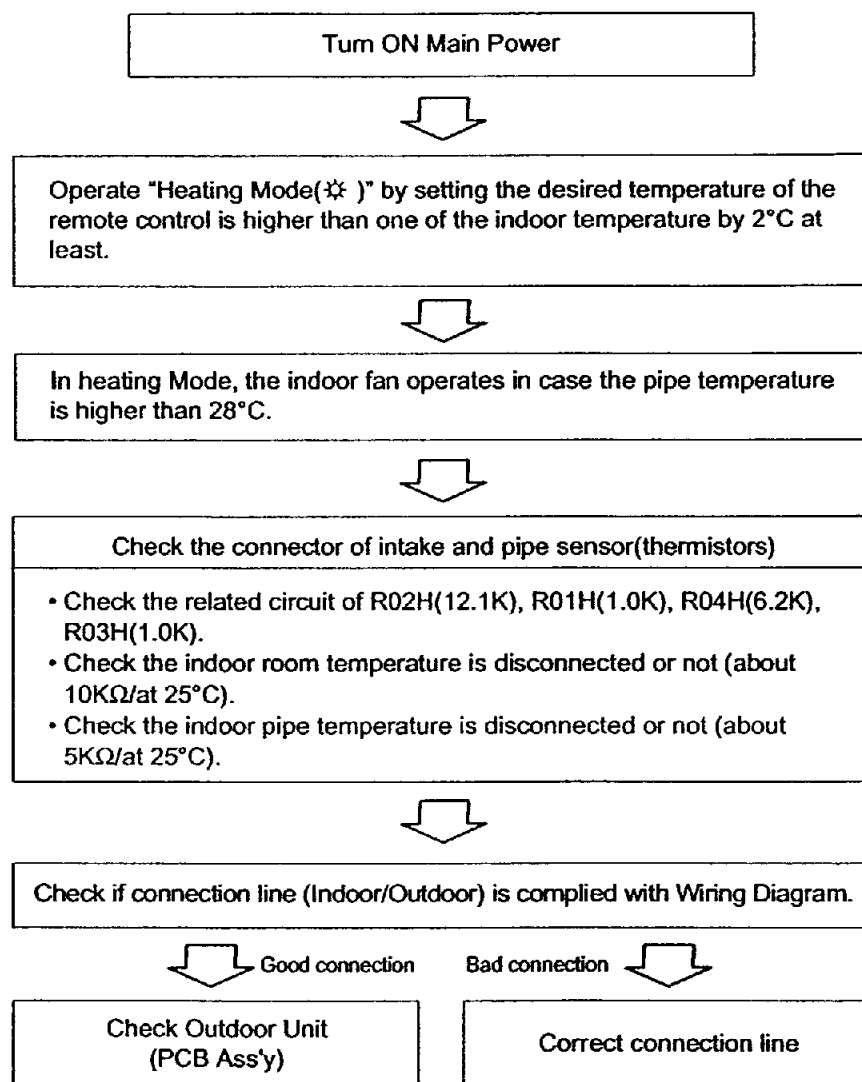 Turn ON Main Power
Operate "Heating Mode(☼ )" by setting the desired temperature of the
remote control is higher than one of the indoor temperature by 2°C at
least.
In heating Mode, the indoor fan operates in case the pipe temperature
is higher than 28°C.
Check the connector of intake and pipe sensor(thermistors)
• Check the related circuit of R02H(12.1K), R01H(1.0K), R04H(6.2K),
R03H(1.0K).
• Check the indoor room temperature is disconnected or not (about
10KΩ/at 25°C).
• Check the indoor pipe temperature is disconnected or not (about
5KΩ/at 25°C).
Check if connection line (Indoor/Outdoor) is complied with Wiring Diagram.
Good connection
Bad connection
Check Outdoor Unit
(PCB Ass'y)
Correct connection line